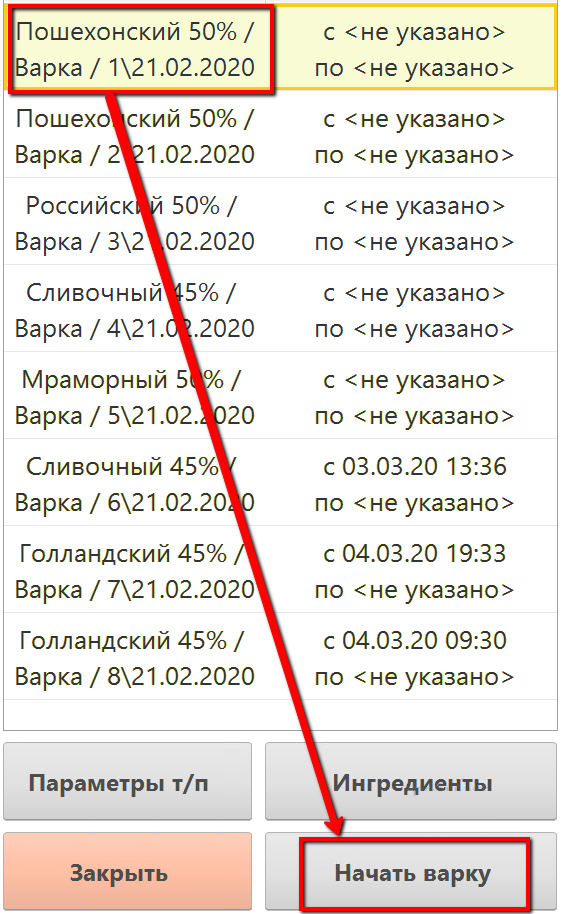 Пошехонский 50% / с <не указано>
Варка / 1\21.02.2020 по <не указано>
Пошехонский 50% / с <не указано>
Варка / 2\21.02.2020 по <не указано>
Российский 50% / с <не указано>
Варка / 3\21.02.2020 по <не указано>
Сливочный 45% / с <не указано>
Варка / 4\21.02.2020 по <не указано>
Мраморный 50% / с <не указано>
Варка / 5\21.02.2020 по <не указано>
Сливочный 45% / с 03.03.20 13:36
Варка / 6\21.02.2020 по <не указано>
Голландский 45% / с 04.03.20 19:33
Варка / 7\21.02.2020 по <не указано>
Голландский 45% / с 04.03.20 09:30
Варка / 8\21.02.2020 по <не указано>
Параметры т/п Ингредиенты
Закрыть Начать варку